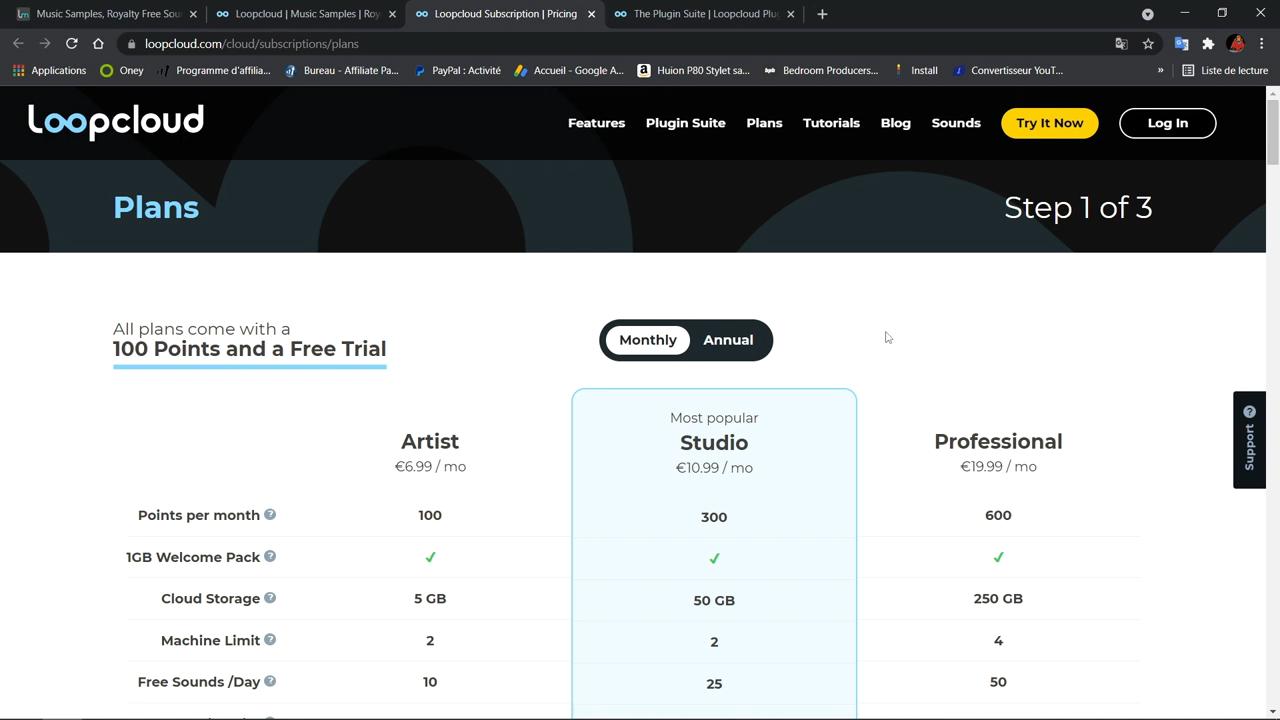 Music Samples, Royalty Free Sou
Loopcloud | Music Samples | Roy
Loopcloud Subscription | Pricing
The Plugin Suite | Loopcloud Plu
loopcloud.com/cloud/subscriptions/plans
Applications
Oney
Programme d'affilia...
Bureau - Affiliate Pa...
PayPal : Activité
Accueil - Google A...
Huion P80 Stylet sa...
Bedroom Producers...
Install
Convertisseur YouT...
»
Liste de lecture
Loopcloud
Features
Plugin Suite
Plans
Tutorials
Blog
Sounds
Try It Now
Log In
Plans
Step 1 of 3
All plans come with a
100 Points and a Free Trial
Monthly
Annual
Most popular
Artist
Studio
Professional
€6.99 / mo
€10.99 / mo
€19.99 / mo
Points per month ?
100
300
600
1GB Welcome Pack ?
✓
✓
✓
Cloud Storage ?
5 GB
50 GB
250 GB
Machine Limit ?
2
2
4
Free Sounds /Day ?
10
25
50
Support ?